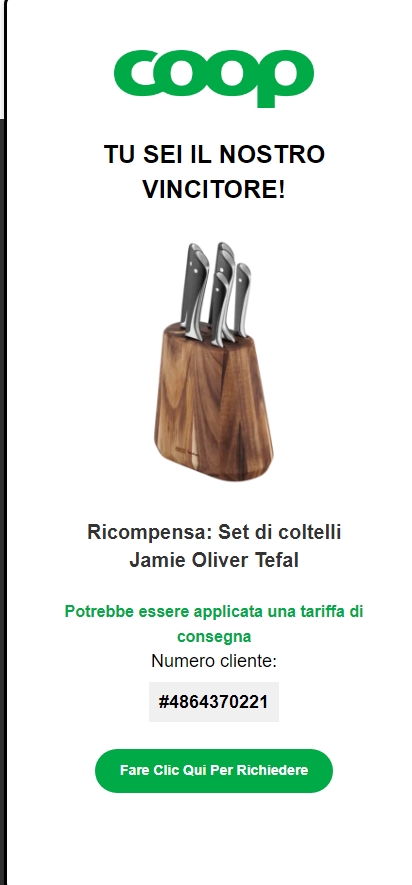 coop
TU SEI IL NOSTRO
VINCITORE!
Ricompensa: Set di coltelli
Jamie Oliver Tefal
Potrebbe essere applicata una tariffa di
consegna
Numero cliente:
#4864370221
Fare Clic Qui Per Richiedere